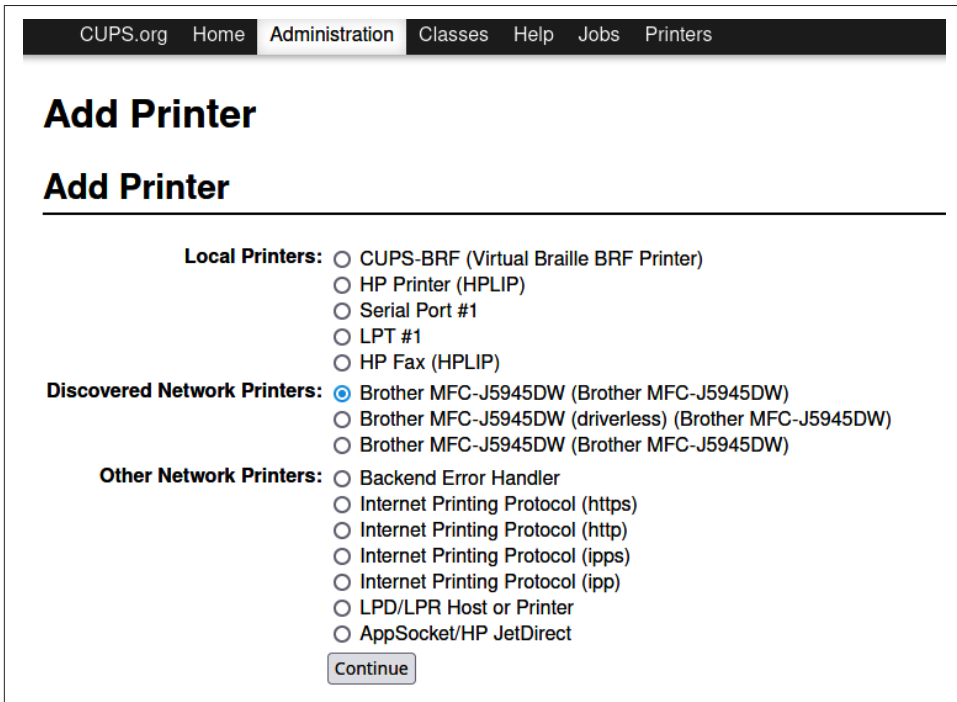 CUPS.org Home Administration Classes Help Jobs Printers
Add Printer
Add Printer
Local Printers: CUPS-BRF (Virtual Braille BRF Printer)
HP Printer (HPLIP)
Serial Port #1
LPT #1
HP Fax (HPLIP)
Discovered Network Printers: Brother MFC-J5945DW (Brother MFC-J5945DW)
Brother MFC-J5945DW (driverless) (Brother MFC-J5945DW)
Brother MFC-J5945DW (Brother MFC-J5945DW)
Other Network Printers: Backend Error Handler
Internet Printing Protocol (https)
Internet Printing Protocol (http)
Internet Printing Protocol (ipps)
Internet Printing Protocol (ipp)
LPD/LPR Host or Printer
AppSocket/HP JetDirect
Continue